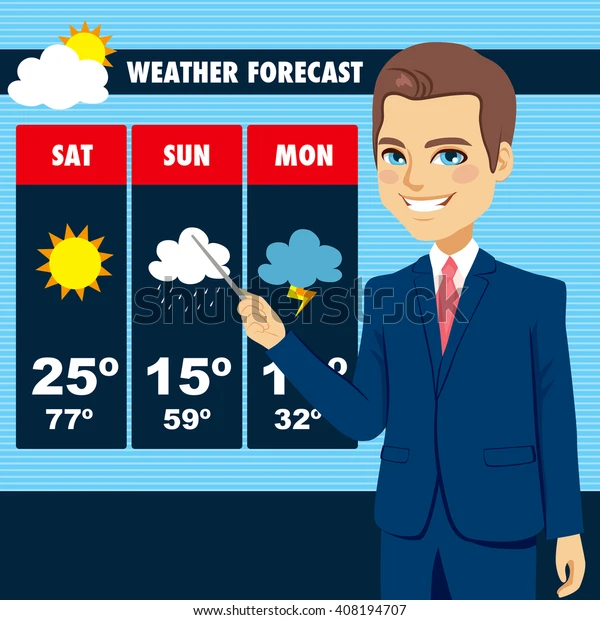 WEATHER FORECAST
SAT SUN MON
shutterstock
25º 15º
77º 59º 32º
www.shutterstock.com · 408194707